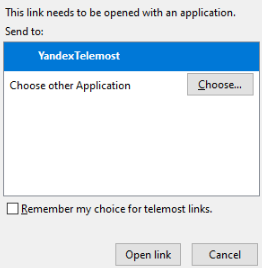 This link needs to be opened with an application.
Send to:
YandexTelemost
Choose other Application
Choose...
Remember my choice for telemost links.
Open link
Cancel